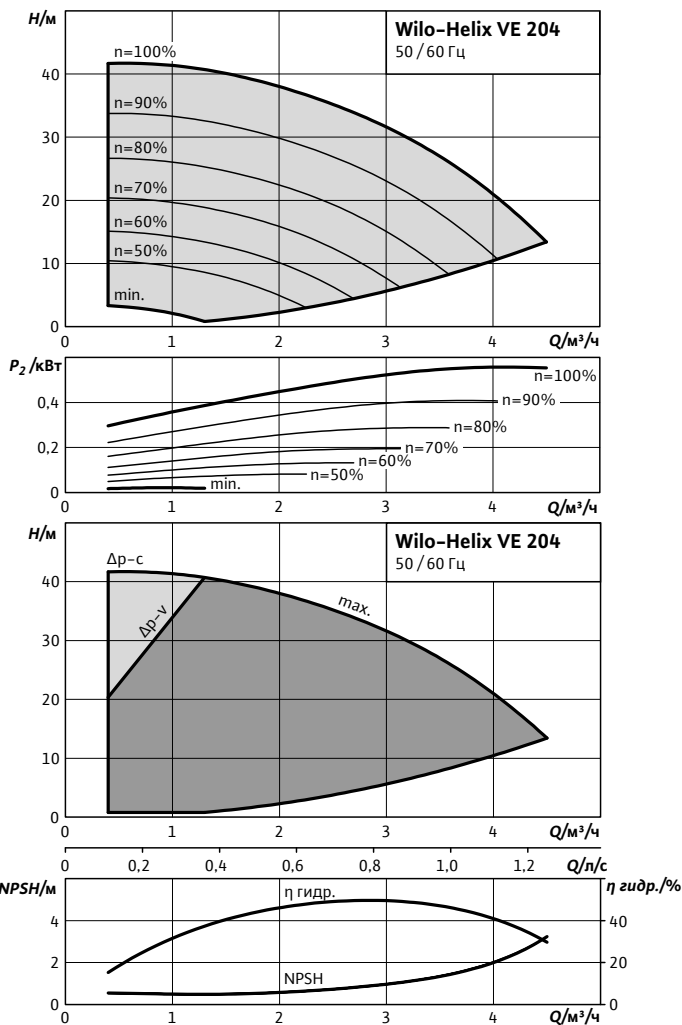 H/м
Wilo-Helix VE 204
50 / 60 Гц
n=100%
40
n=90%
30
n=80%
20
n=70%
n=60%
10
n=50%
min.
0
0 1 2 3 4 Q/м³/ч
P₂ /кВт
n=100%
0,4
n=90%
n=80%
0,2
n=70%
n=60%
n=50%
min.
0
0 1 2 3 4 Q/м³/ч
H/м
Wilo-Helix VE 204
50 / 60 Гц
Δp-c
40
max.
Δp-v
30
20
10
0
0 1 2 3 4 Q/м³/ч
0 0,2 0,4 0,6 0,8 1,0 1,2 Q/л/с
NPSH/м
η гидр./%
η гидр.
4 40
2 20
NPSH
0 0
0 1 2 3 4 Q/м³/ч